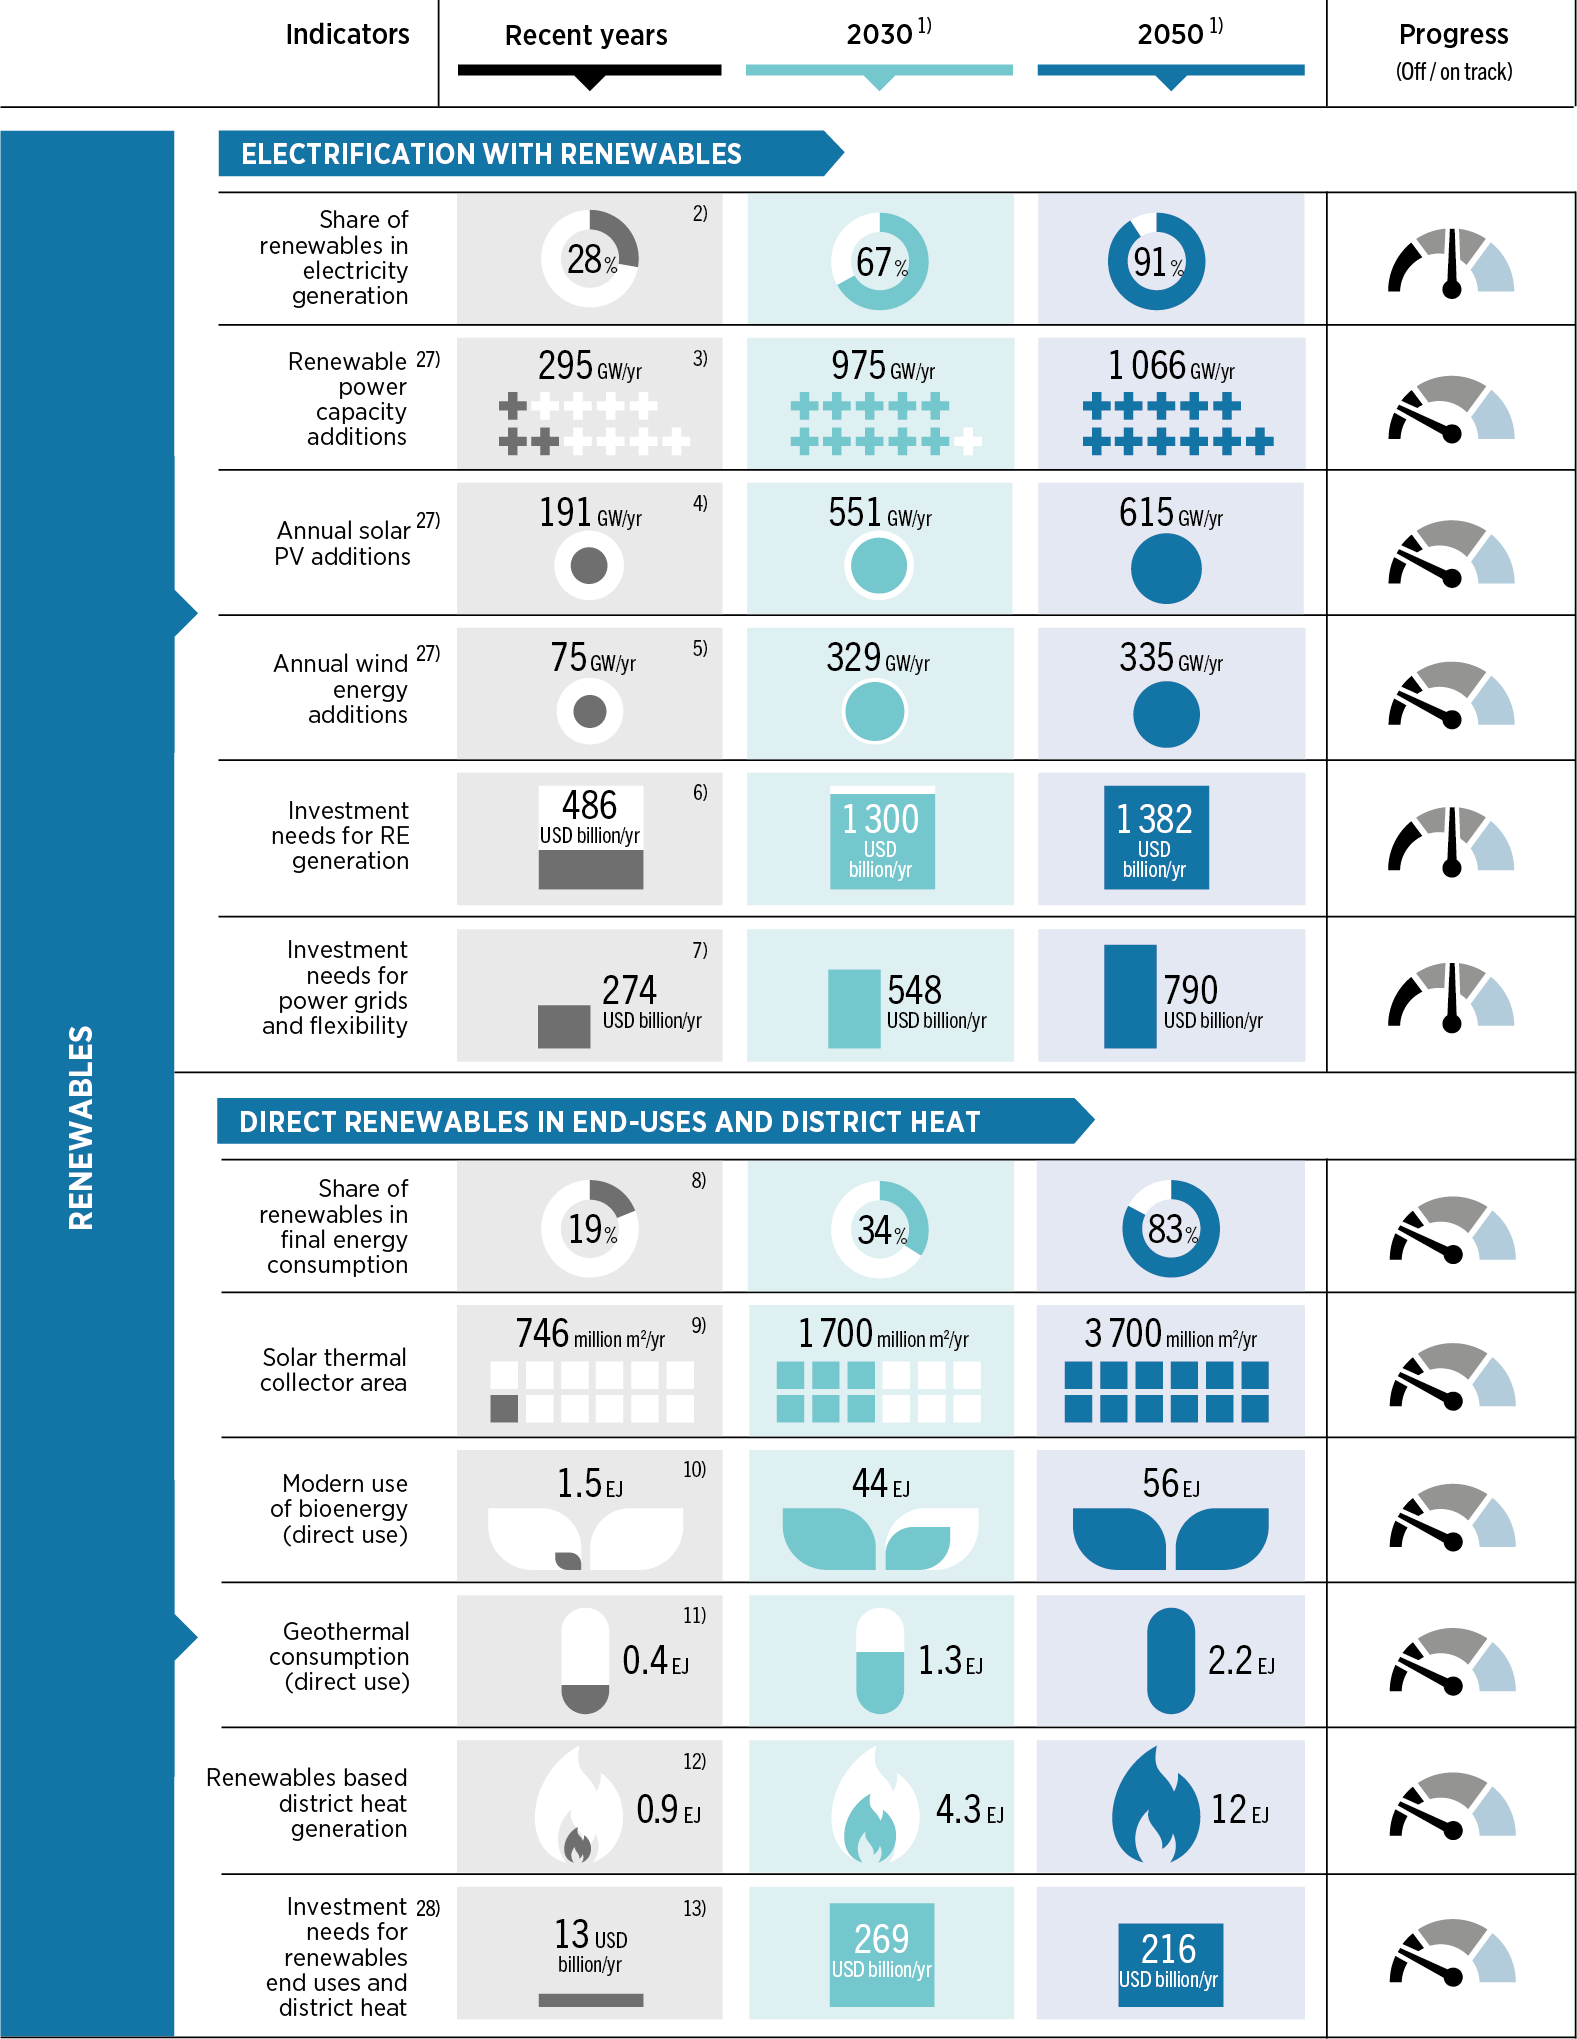 Indicators
Recent years
2030 1)
2050 1)
Progress
(Off / on track)
RENEWABLES
ELECTRIFICATION WITH RENEWABLES
Share of
renewables in
electricity
generation
28%
2)
67%
91%
Renewable 27)
power
capacity
additions
295 GW/yr
3)
975 GW/yr
1 066 GW/yr
Annual solar 27)
PV additions
191 GW/yr
4)
551 GW/yr
615 GW/yr
Annual wind 27)
energy
additions
75 GW/yr
5)
329 GW/yr
335 GW/yr
Investment
needs for RE
generation
486
USD billion/yr
6)
1 300
USD
billion/yr
1 382
USD
billion/yr
Investment
needs for
power grids
and flexibility
7)
274
USD billion/yr
548
USD billion/yr
790
USD billion/yr
DIRECT RENEWABLES IN END-USES AND DISTRICT HEAT
Share of
renewables in
final energy
consumption
19%
8)
34%
83%
Solar thermal
collector area
746 million m²/yr
9)
1 700 million m²/yr
3 700 million m²/yr
Modern use
of bioenergy
(direct use)
1.5 EJ
10)
44 EJ
56 EJ
Geothermal
consumption
(direct use)
11)
0.4 EJ
1.3 EJ
2.2 EJ
Renewables based
district heat
generation
12)
0.9 EJ
4.3 EJ
12 EJ
Investment 28)
needs for
renewables
end uses and
district heat
13 USD
billion/yr
13)
269
USD billion/yr
216
USD billion/yr